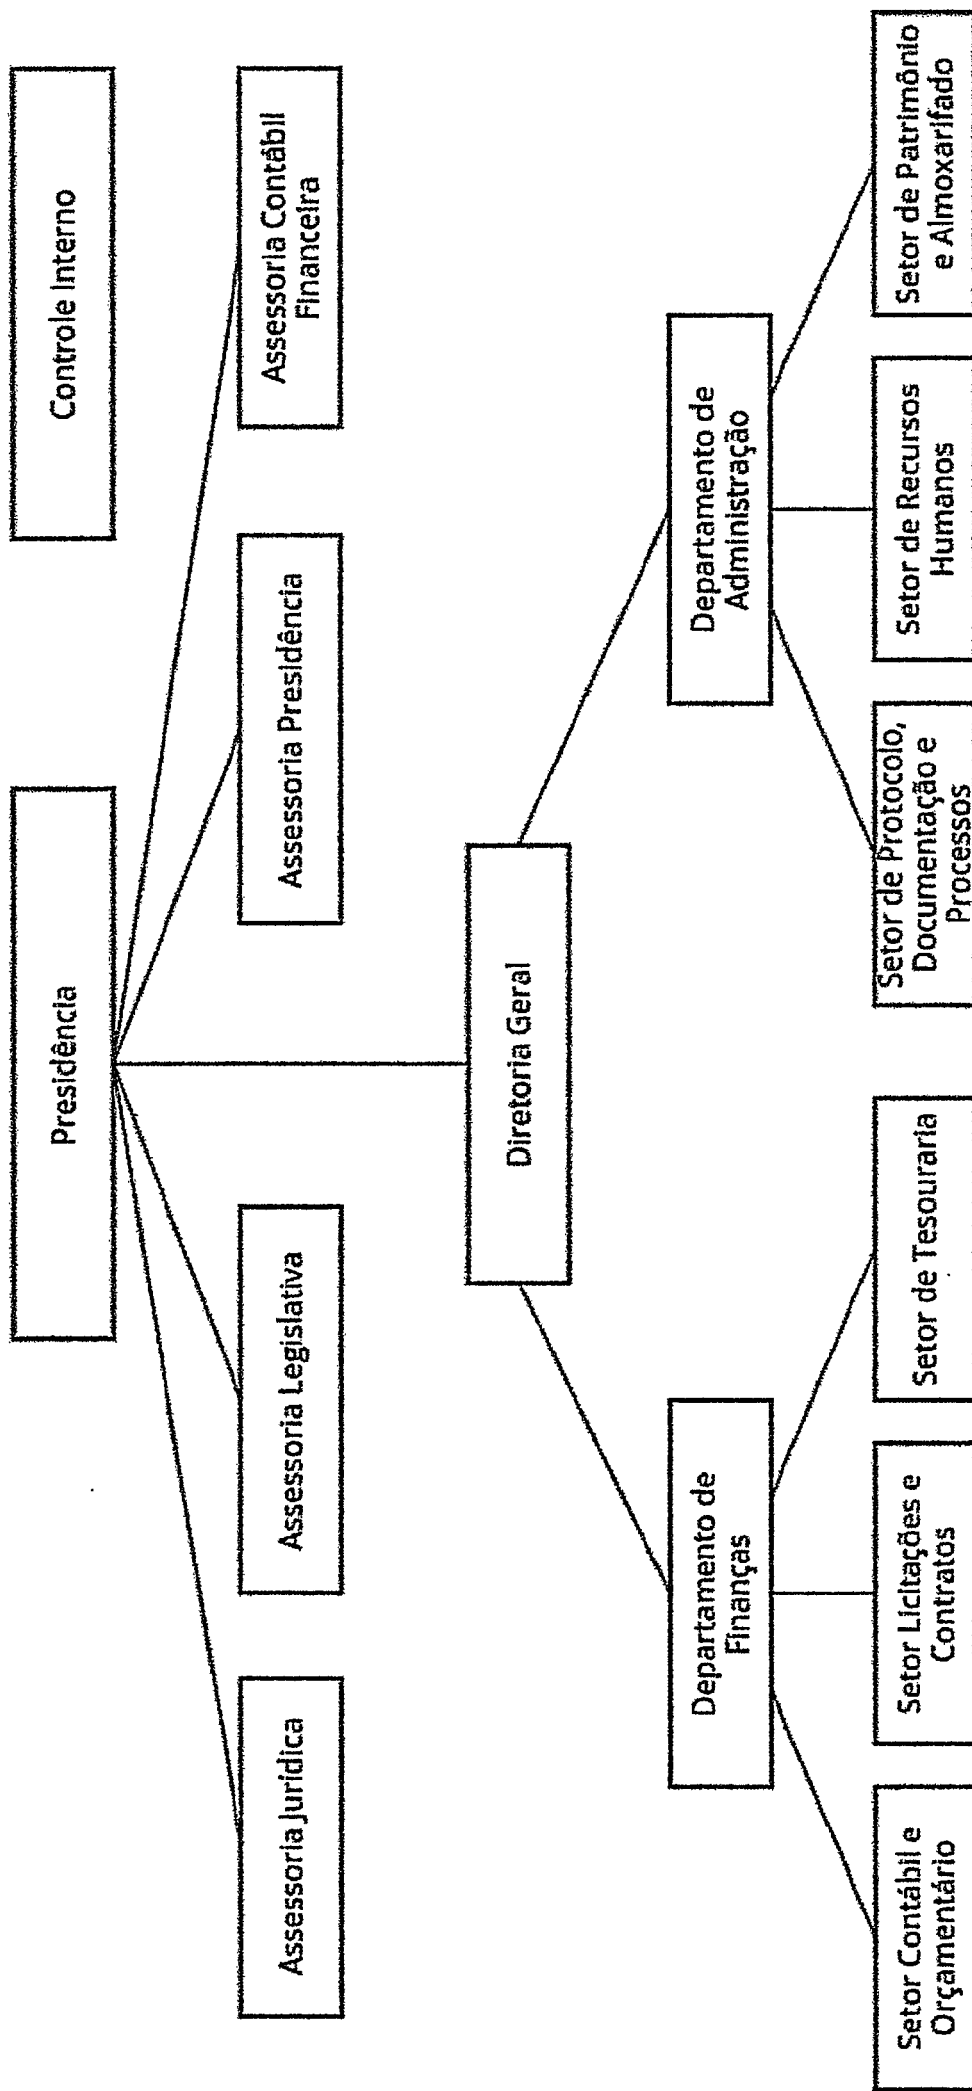 Presidência
Controle Interno
Assessoria Jurídica
Assessoria Legislativa
Assessoria Presidência
Assessoria Contábil
Financeira
Diretoria Geral
Departamento de
Finanças
Departamento de
Administração
Setor Contábil e
Orçamentário
Setor Licitações e
Contratos
Setor de Tesouraria
Setor de Protocolo,
Documentação e
Processos
Setor de Recursos
Humanos
Setor de Patrimônio
e Almoxarifado